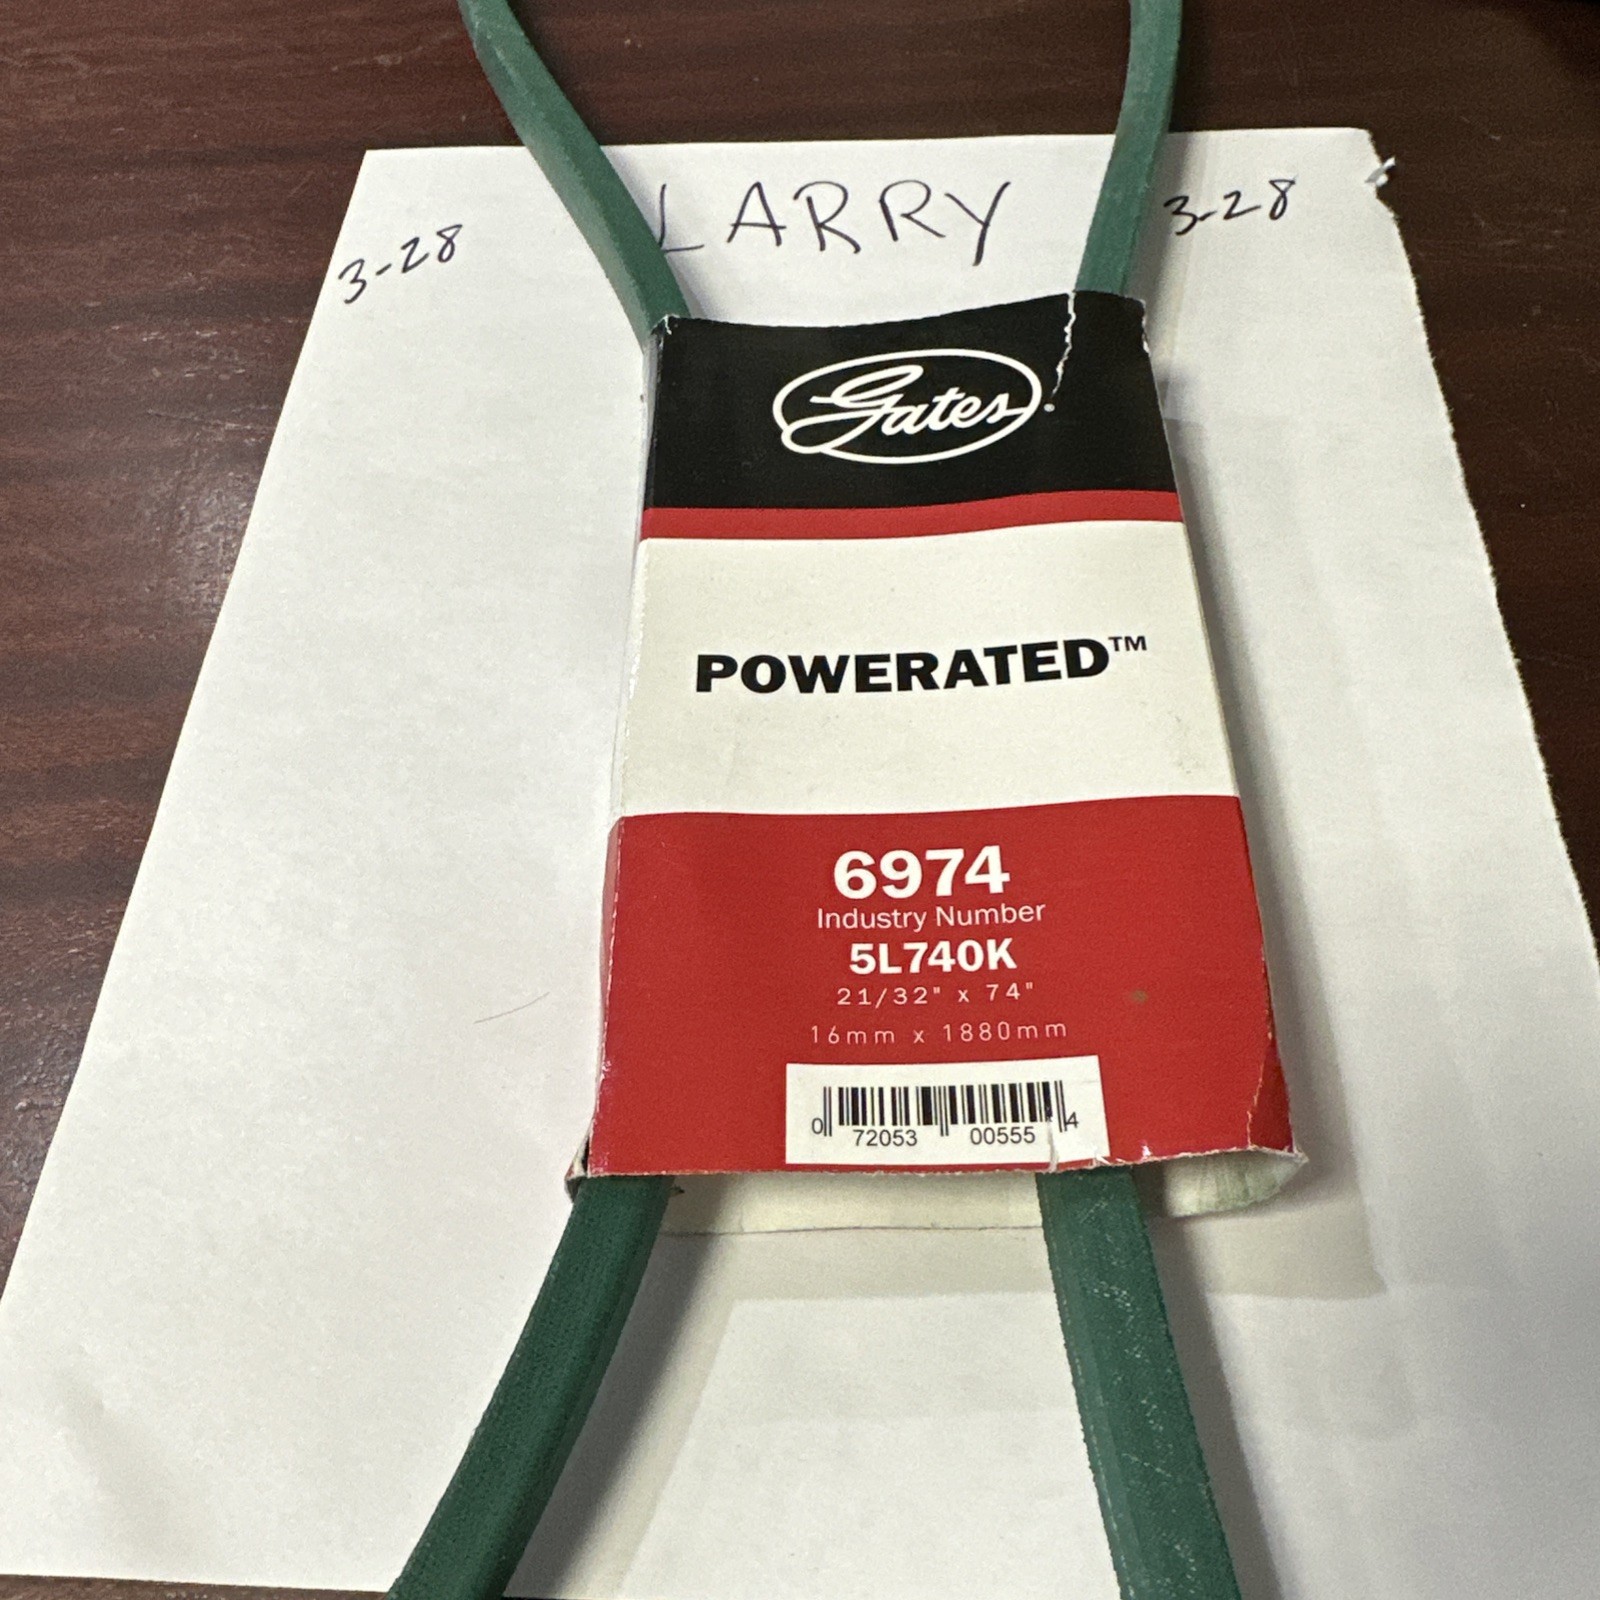 LARRY
3-28
3-28
Gates
POWERATED™
6974
Industry Number
5L740K
21/32" x 74"
16mm x 1880mm
0 72053 00555 4